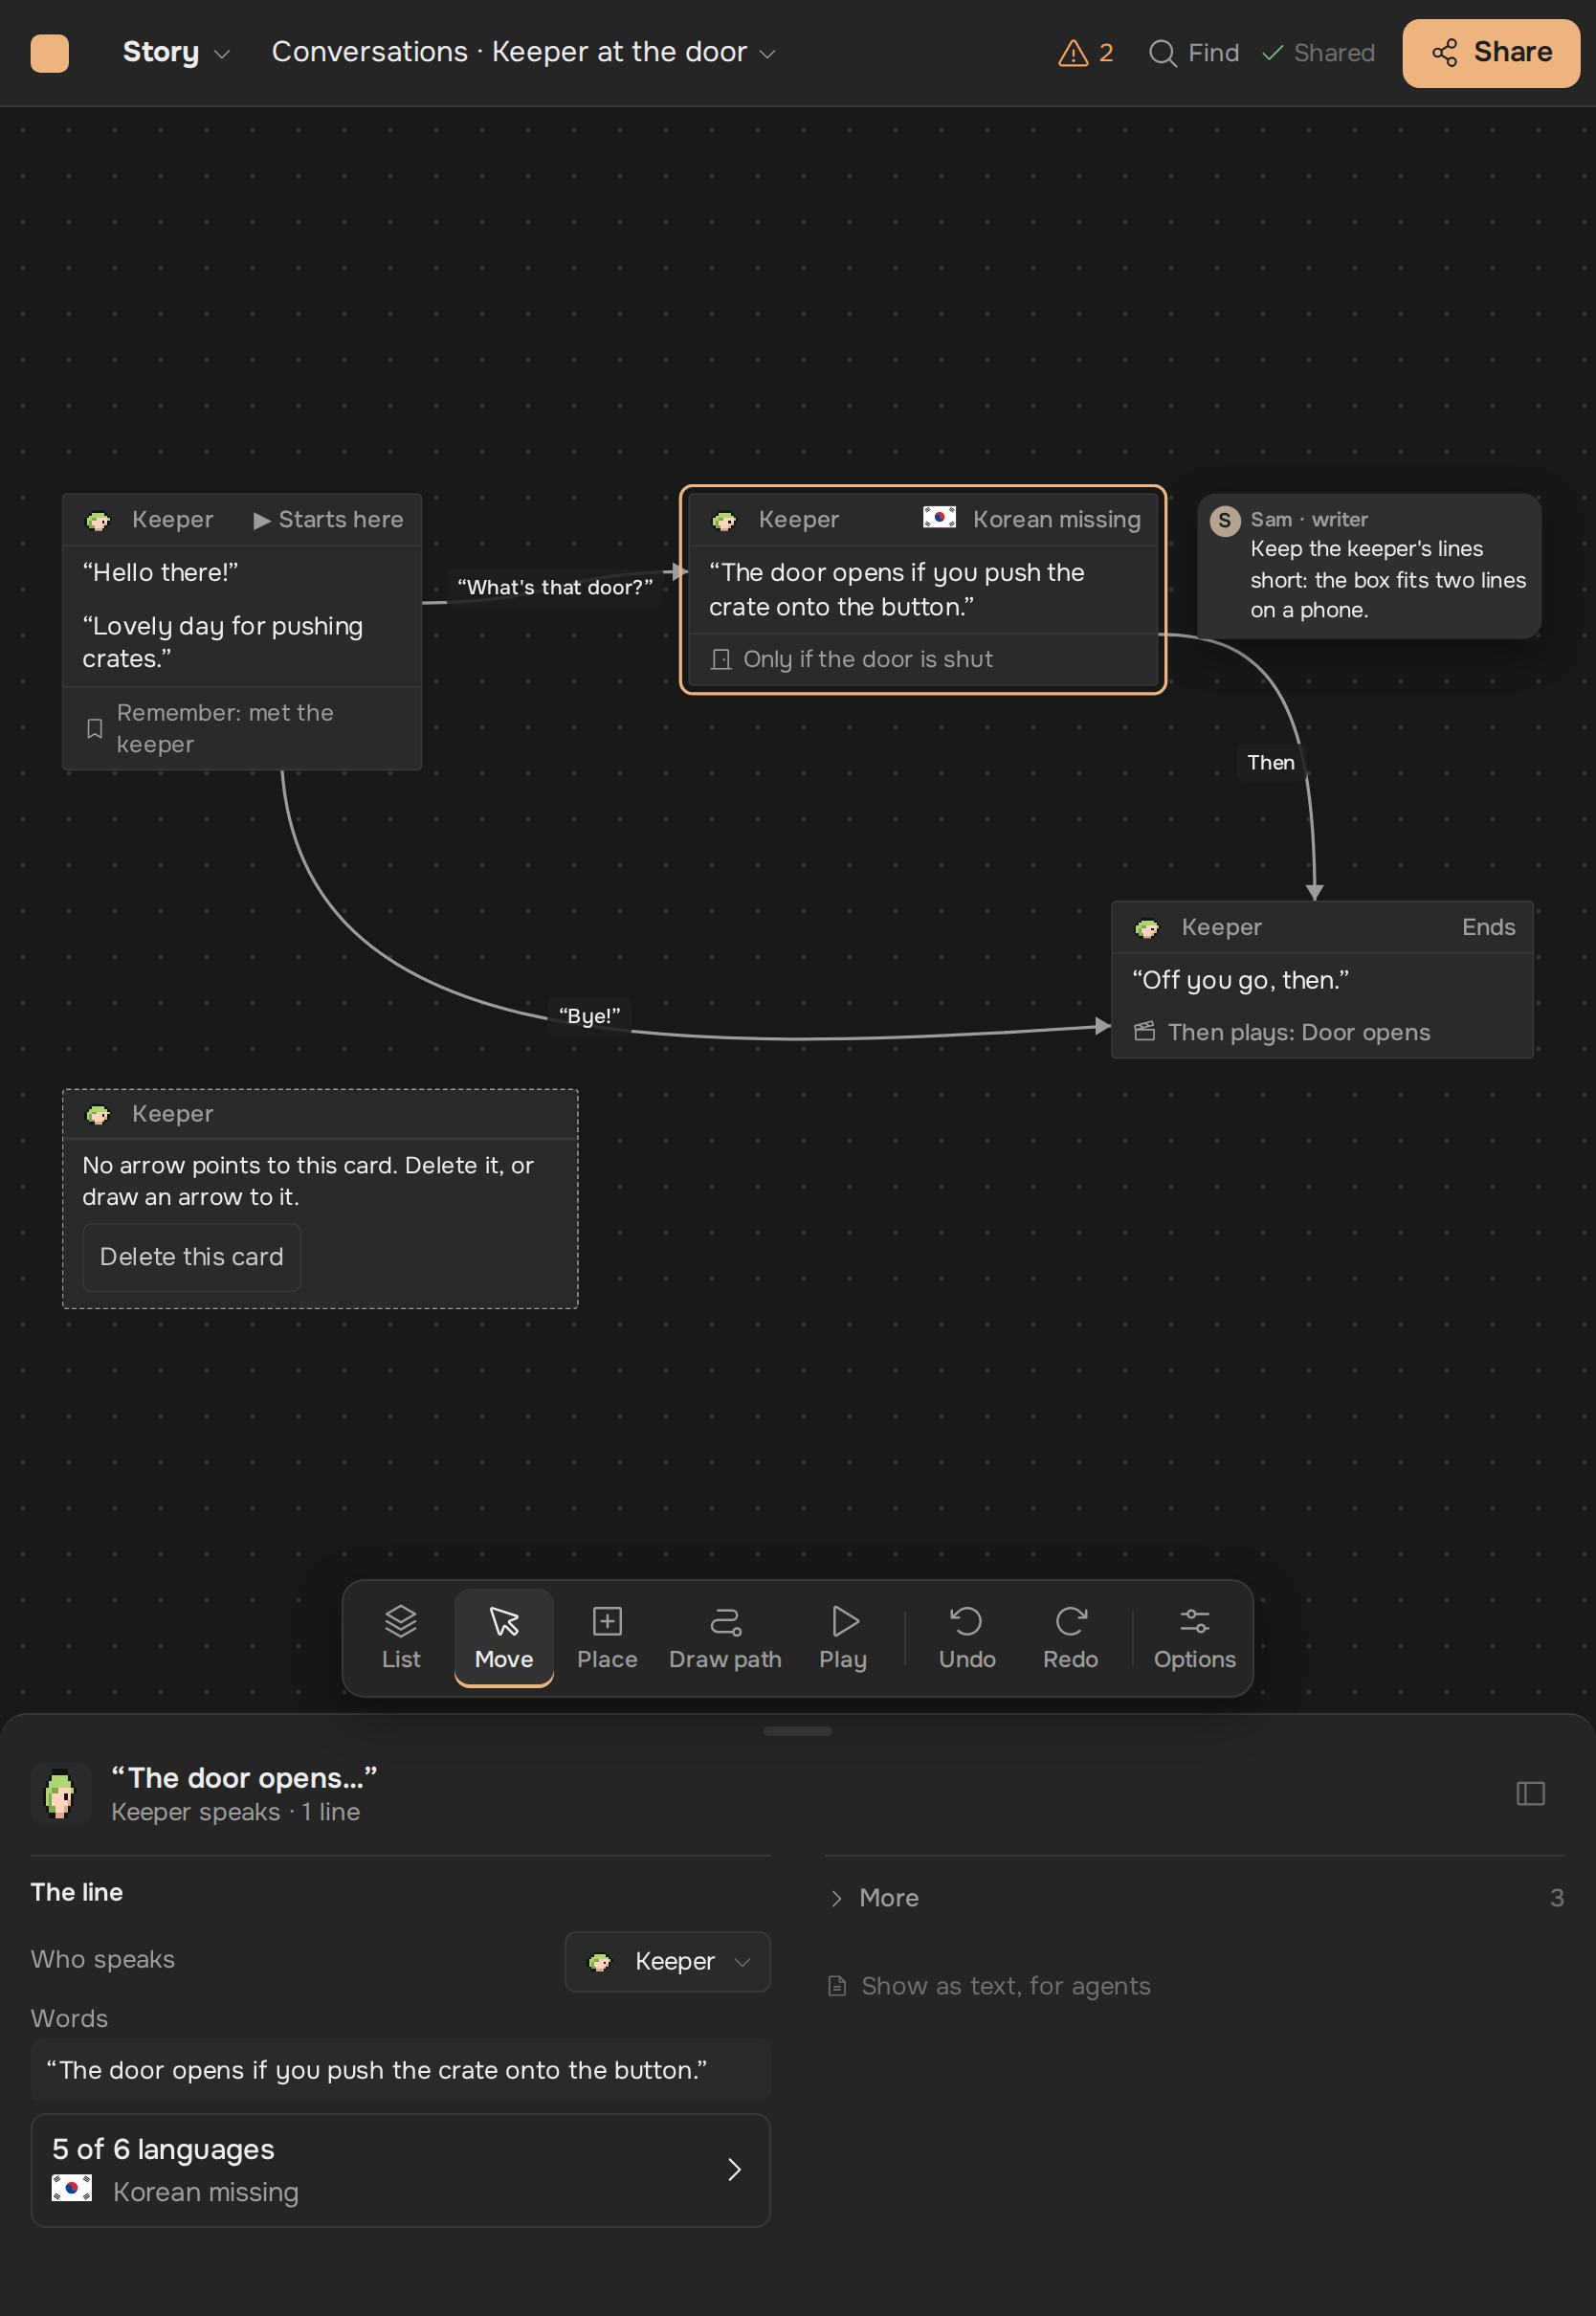 Story
Conversations · Keeper at the door
2
Find
Shared
Share
Keeper
▶ Starts here
“Hello there!”
“Lovely day for pushing
crates.”
Remember: met the
keeper
“What's that door?”
Keeper
Korean missing
“The door opens if you push the
crate onto the button.”
Only if the door is shut
S
Sam · writer
Keep the keeper's lines
short: the box fits two lines
on a phone.
Then
“Bye!”
Keeper
Ends
“Off you go, then.”
Then plays: Door opens
Keeper
No arrow points to this card. Delete it, or
draw an arrow to it.
Delete this card
List
Move
Place
Draw path
Play
Undo
Redo
Options
“The door opens…”
Keeper speaks · 1 line
The line
Who speaks
Keeper
Words
“The door opens if you push the crate onto the button.”
5 of 6 languages
Korean missing
More
3
Show as text, for agents